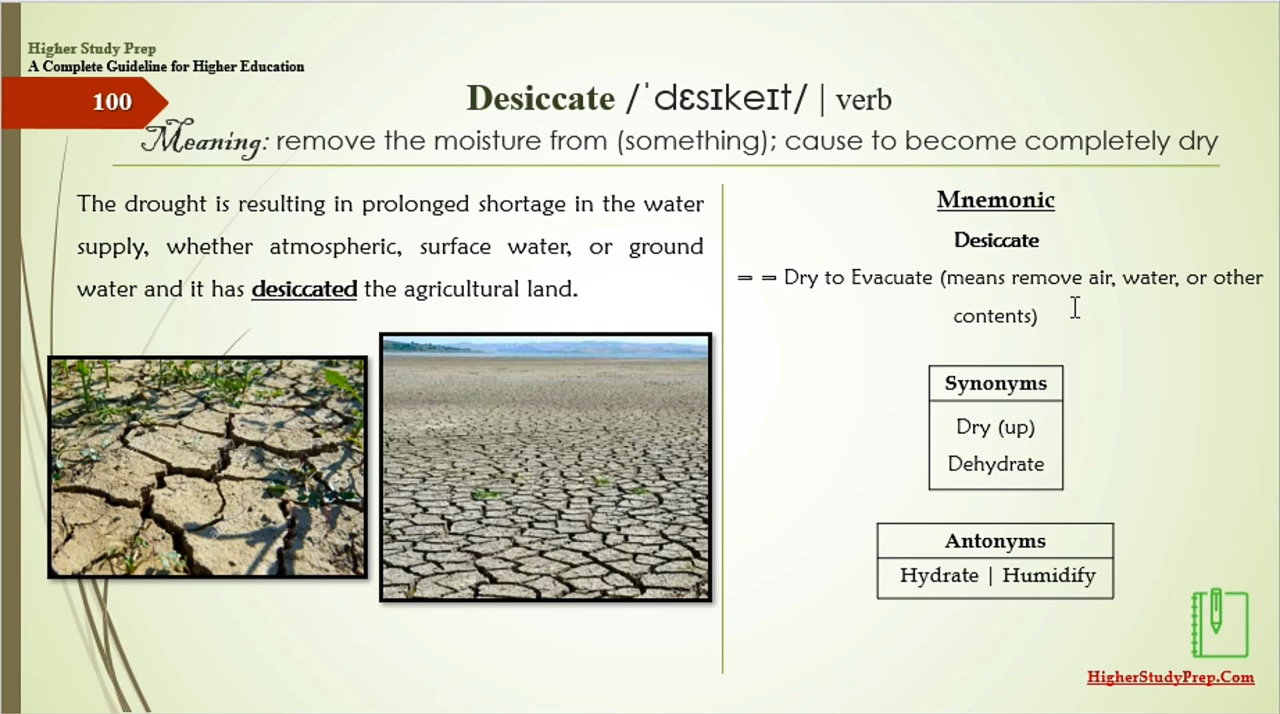 Higher Study Prep
A Complete Guideline for Higher Education
100
Desiccate /ˈdɛsɪkeɪt/ | verb
Meaning: remove the moisture from (something); cause to become completely dry
The drought is resulting in prolonged shortage in the water
supply, whether atmospheric, surface water, or ground
water and it has desiccated the agricultural land.
Mnemonic
Desiccate
= = Dry to Evacuate (means remove air, water, or other
contents)
Synonyms
Dry (up)
Dehydrate
Antonyms
Hydrate | Humidify
HigherStudyPrep.Com